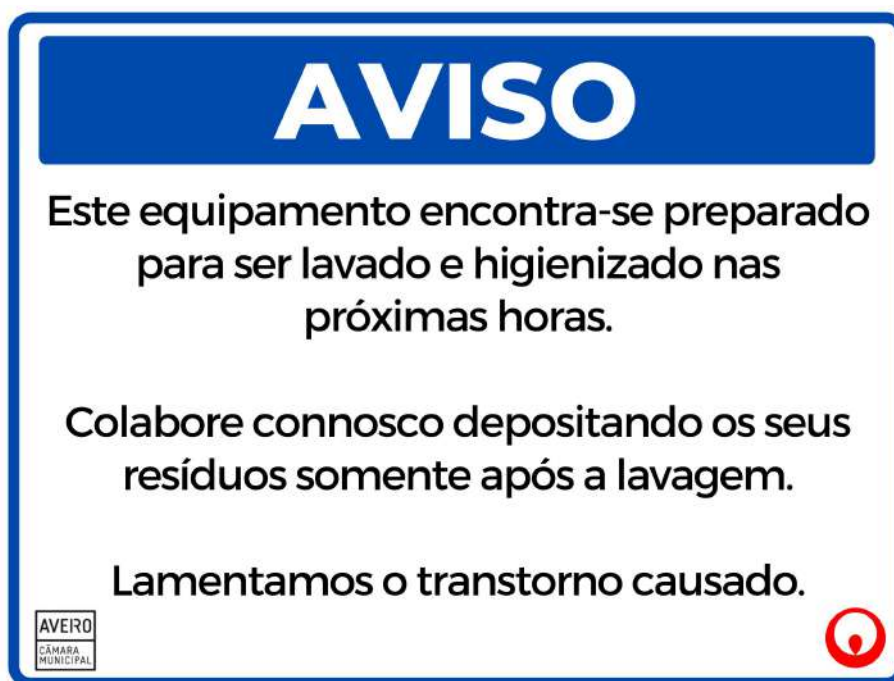 AVISO
Este equipamento encontra-se preparado
para ser lavado e higienizado nas
próximas horas.
Colabore connosco depositando os seus
resíduos somente após a lavagem.
Lamentamos o transtorno causado.
AVEIRO
CÂMARA
MUNICIPAL